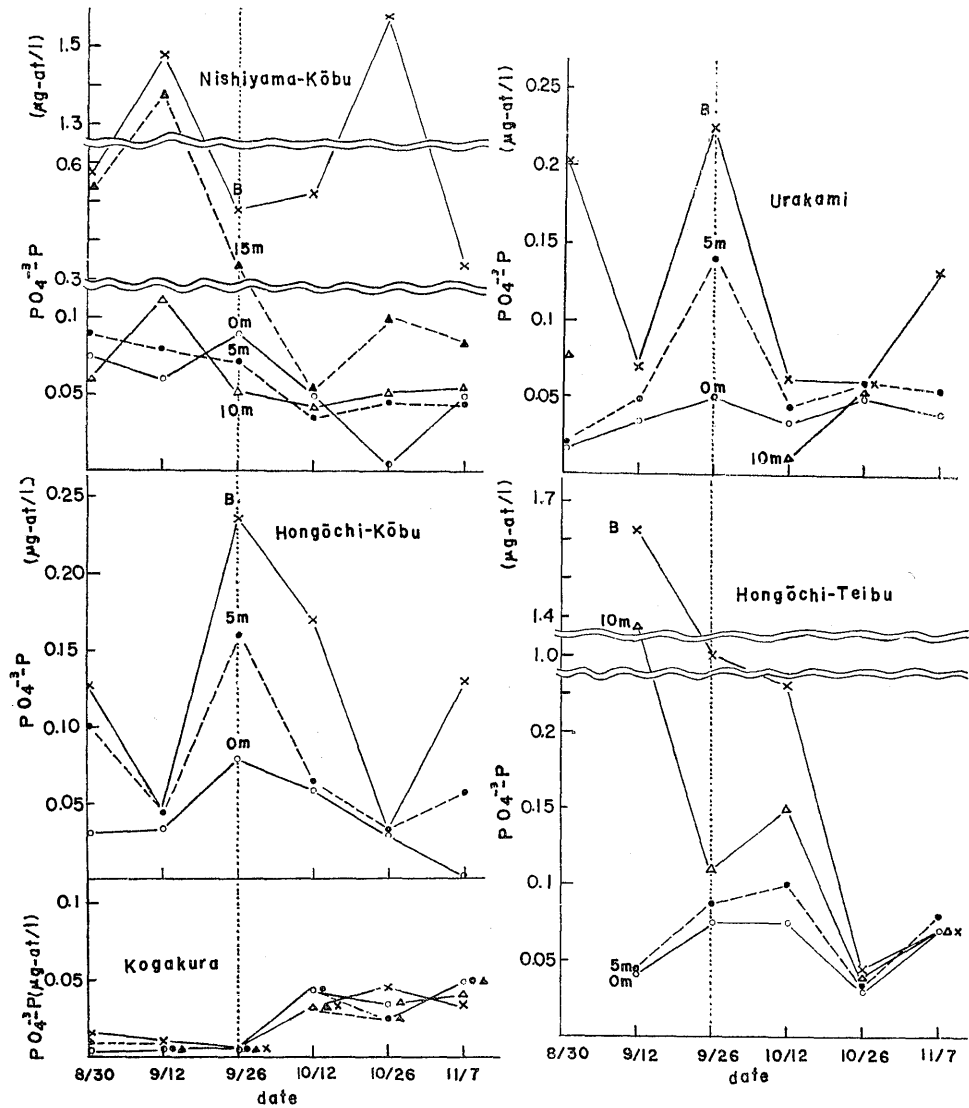 (μg-at/l)
PO₄⁻³-P
1.5
1.3
0.6
0.3
0.1
0.05
Nishiyama-Kōbu
B
15m
0m
5m
10m
(μg-at/l)
PO₄⁻³-P
0.25
0.20
0.15
0.10
0.05
Hongōchi-Kōbu
B
5m
0m
PO₄⁻³-P(μg-at/l)
0.1
0.05
Kogakura
8/30 9/12 9/26 10/12 10/26 11/7
date
(μg-at/l)
PO₄⁻³-P
0.2
0.15
0.1
0.05
Urakami
B
5m
0m
10m
(μg-at/l)
PO₄⁻³-P
1.7
1.4
1.0
0.2
0.15
0.1
0.05
Hongōchi-Teibu
B
10m
5m
0m
8/30 9/12 9/26 10/12 10/26 11/7
date